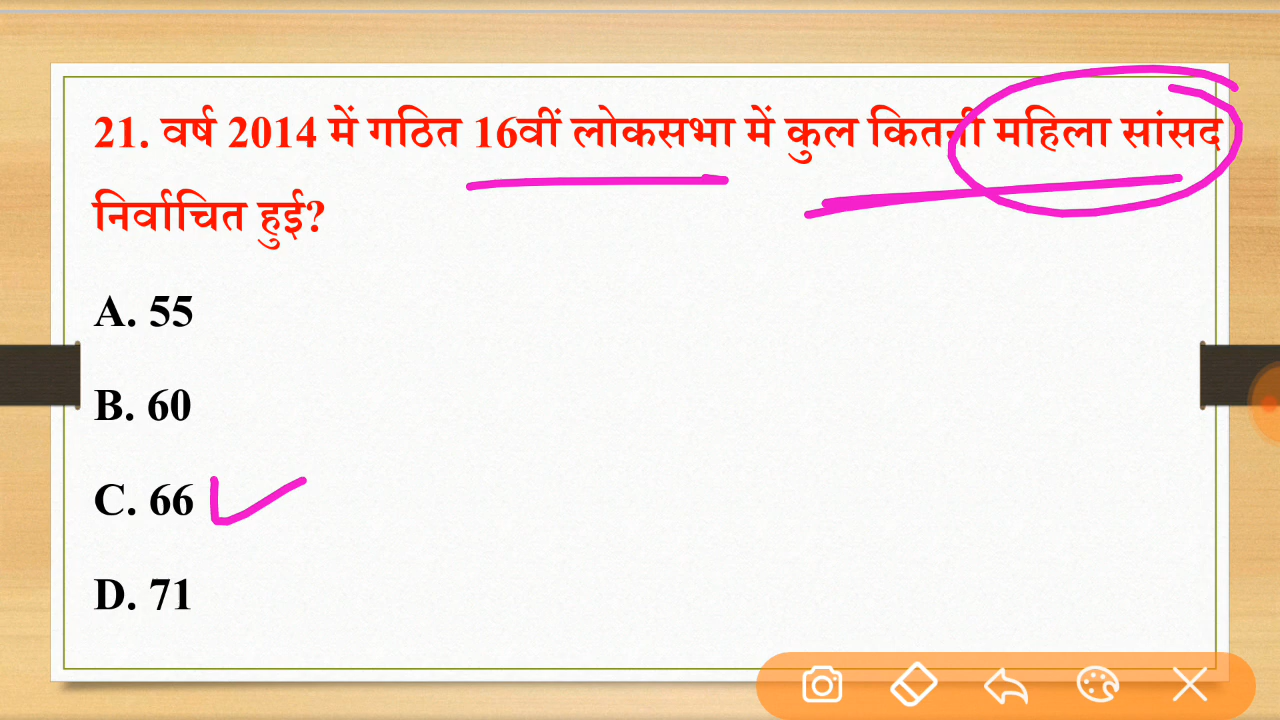 21. वर्ष 2014 में गठित 16वीं लोकसभा में कुल कितनी महिला सांसद
निर्वाचित हुई?
A. 55
B. 60
C. 66
D. 71